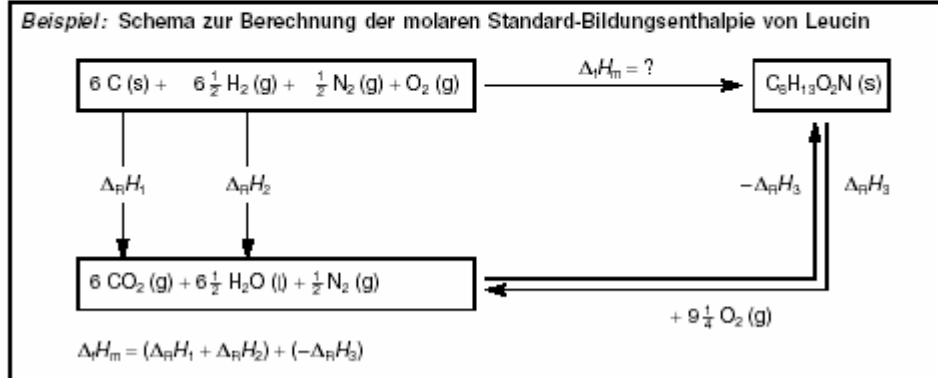 Beispiel: Schema zur Berechnung der molaren Standard-Bildungsenthalpie von Leucin
6 C (s) + 6 1/2 H₂ (g) + 1/2 N₂ (g) + O₂ (g)
ΔfHm = ?
C₆H₁₃O₂N (s)
ΔRH1
ΔRH2
−ΔRH3
ΔRH3
6 CO₂ (g) + 6 1/2 H₂O (l) + 1/2 N₂ (g)
+ 9 1/4 O₂ (g)
ΔfHm = (ΔRH1 + ΔRH2) + (−ΔRH3)